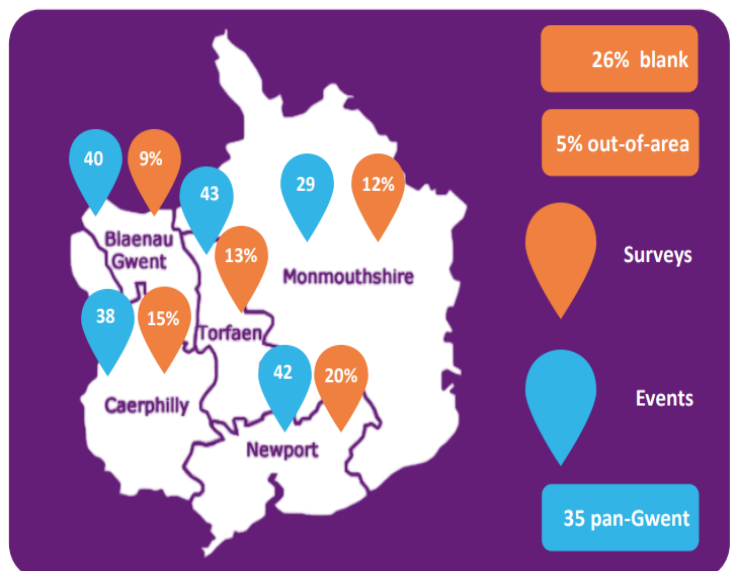 26% blank
5% out-of-area
40
9%
43
29
12%
Blaenau
Gwent
13%
Monmouthshire
Surveys
38
15%
Torfaen
42
20%
Caerphilly
Events
Newport
35 pan-Gwent